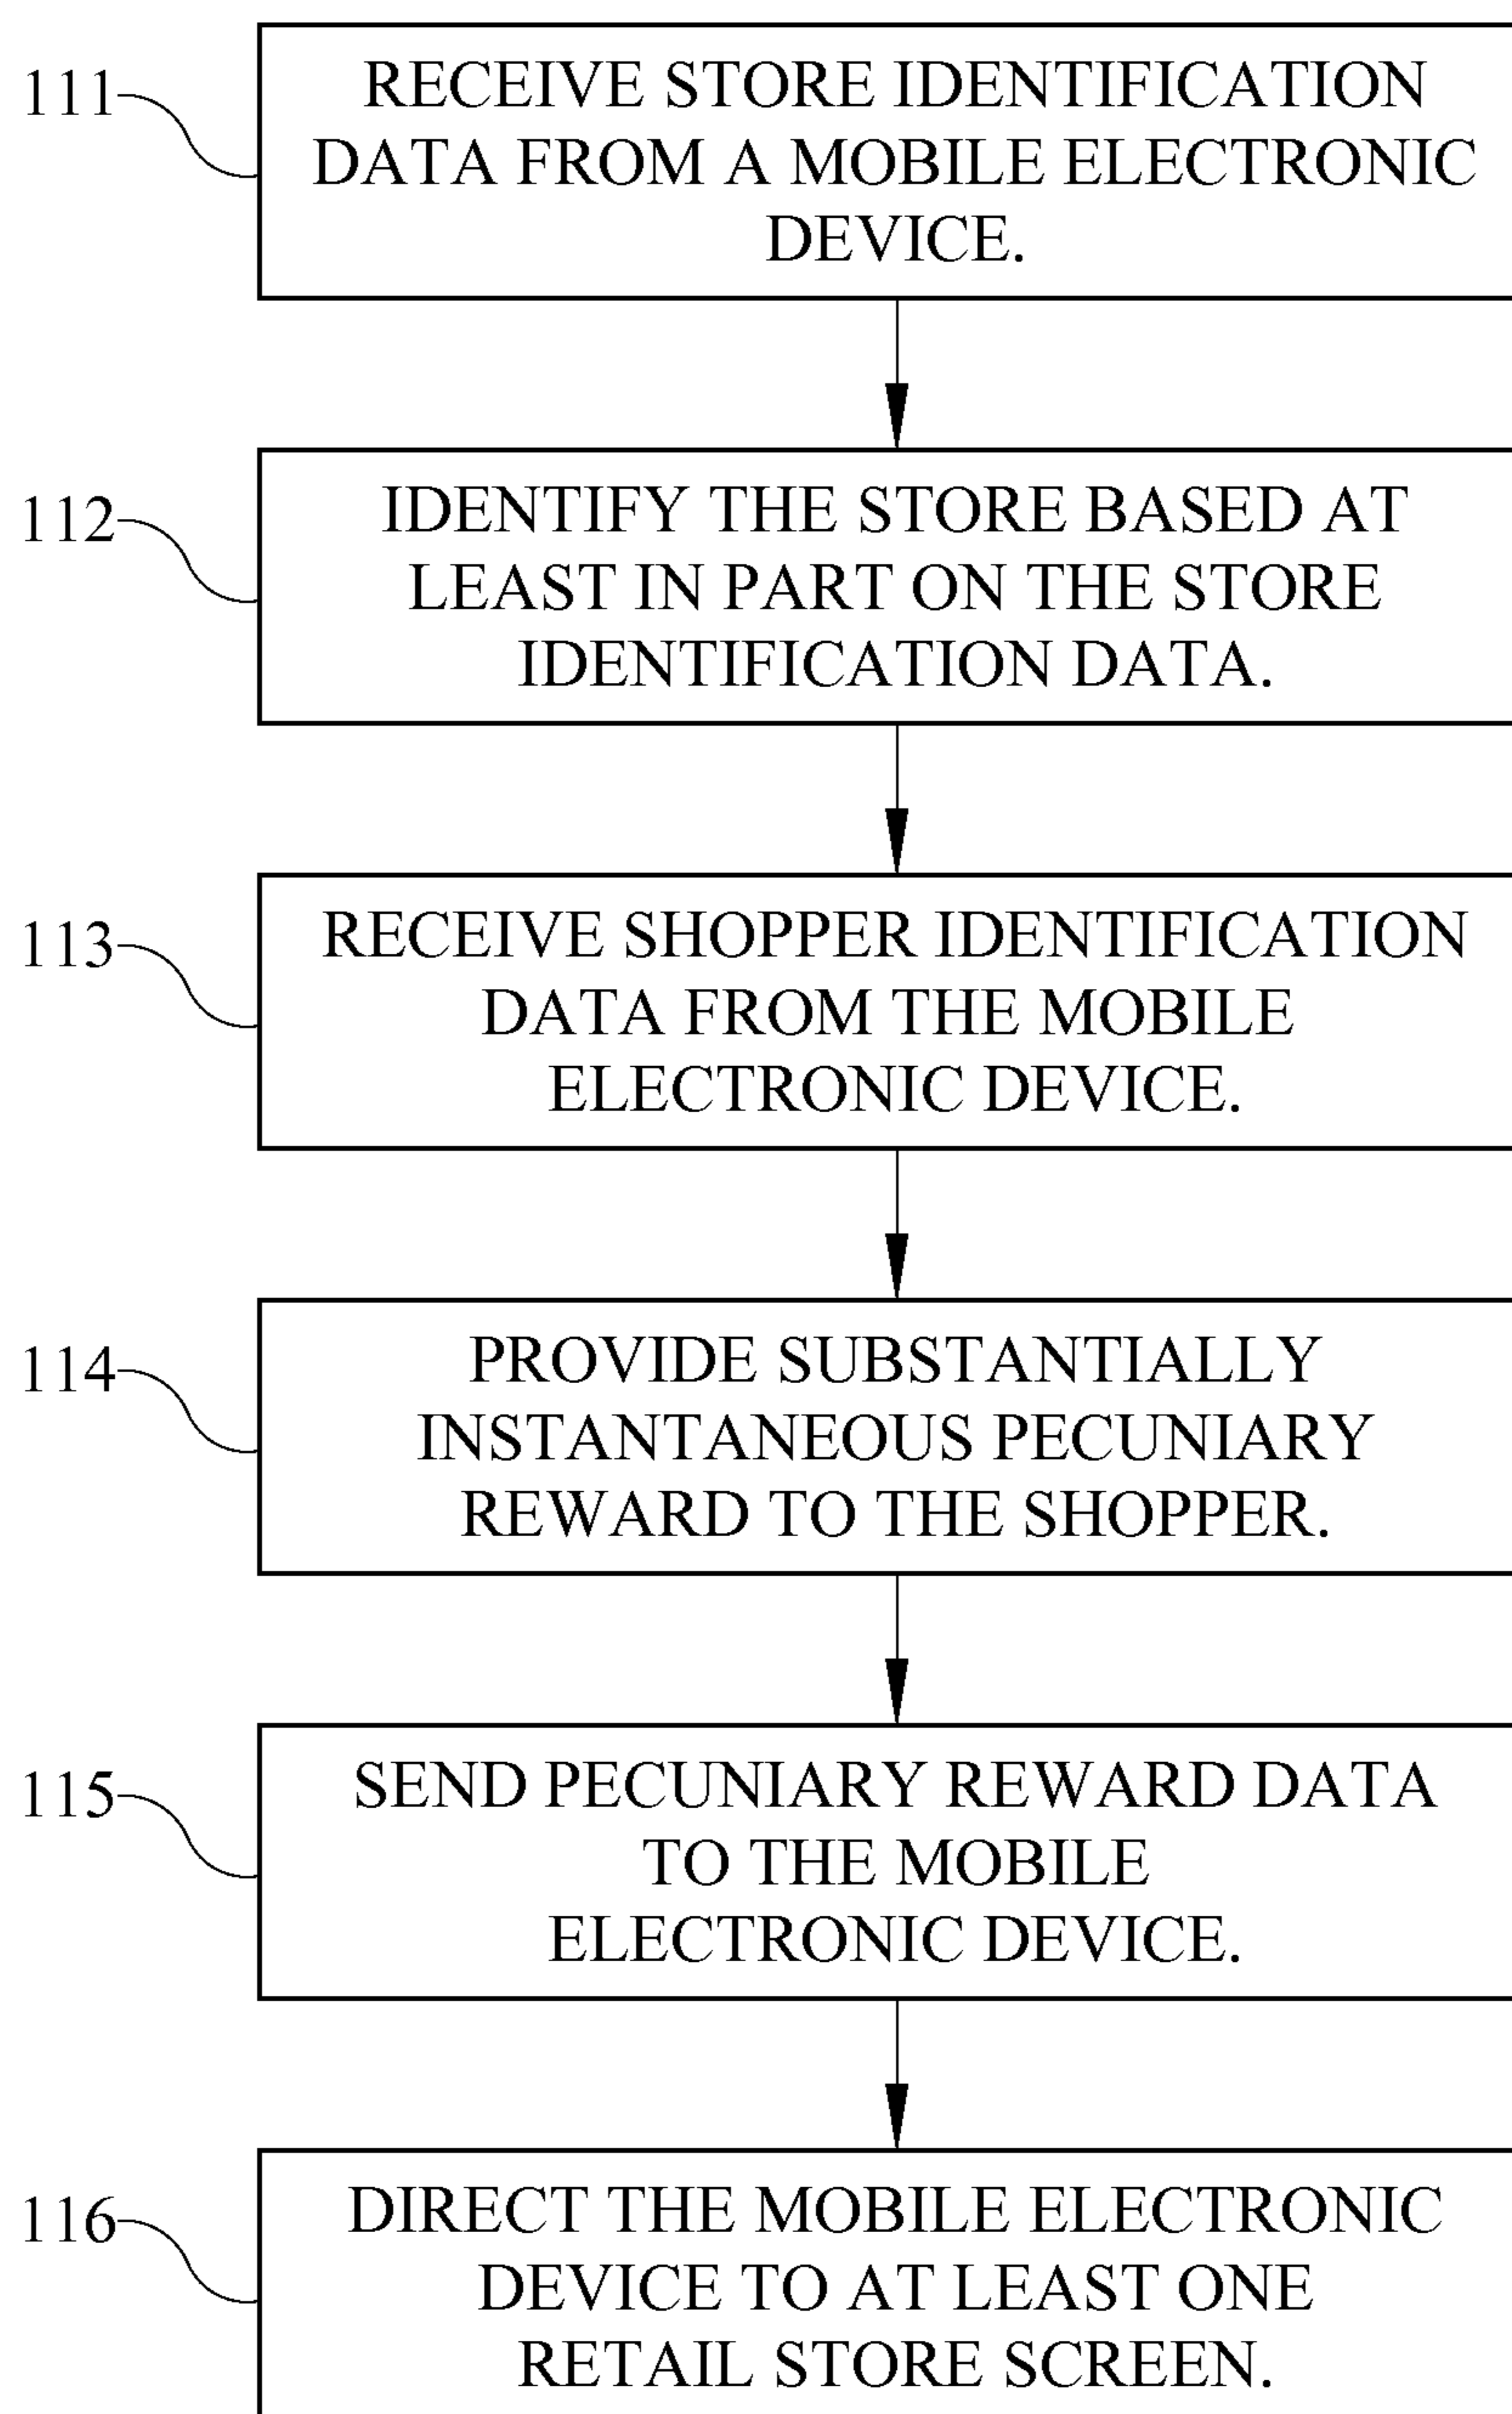 111
RECEIVE STORE IDENTIFICATION
DATA FROM A MOBILE ELECTRONIC
DEVICE.
112
IDENTIFY THE STORE BASED AT
LEAST IN PART ON THE STORE
IDENTIFICATION DATA.
113
RECEIVE SHOPPER IDENTIFICATION
DATA FROM THE MOBILE
ELECTRONIC DEVICE.
114
PROVIDE SUBSTANTIALLY
INSTANTANEOUS PECUNIARY
REWARD TO THE SHOPPER.
115
SEND PECUNIARY REWARD DATA
TO THE MOBILE
ELECTRONIC DEVICE.
116
DIRECT THE MOBILE ELECTRONIC
DEVICE TO AT LEAST ONE
RETAIL STORE SCREEN.